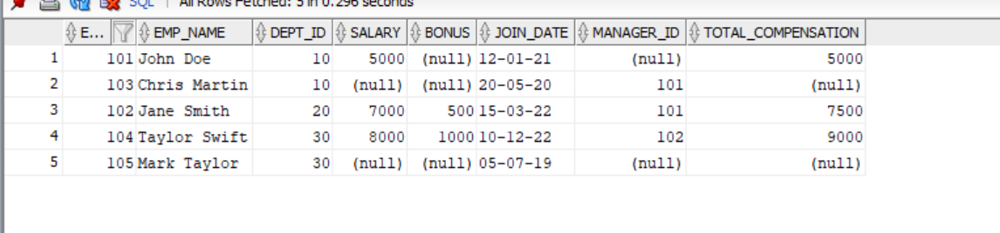 SQL | All Rows Fetched: 5 in 0.296 seconds
E... EMP_NAME DEPT_ID SALARY BONUS JOIN_DATE MANAGER_ID TOTAL_COMPENSATION
1 101 John Doe 10 5000 (null) 12-01-21 (null) 5000
2 103 Chris Martin 10 (null) (null) 20-05-20 101 (null)
3 102 Jane Smith 20 7000 500 15-03-22 101 7500
4 104 Taylor Swift 30 8000 1000 10-12-22 102 9000
5 105 Mark Taylor 30 (null) (null) 05-07-19 (null) (null)